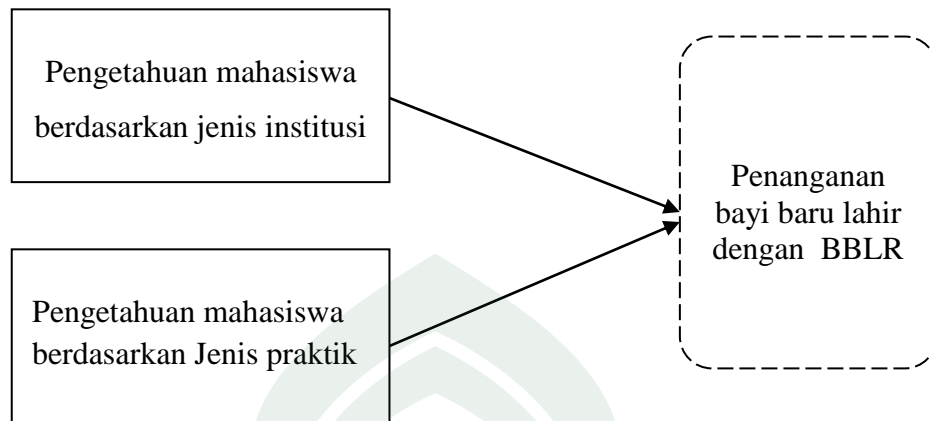 Pengetahuan mahasiswa
berdasarkan jenis institusi
Pengetahuan mahasiswa
berdasarkan Jenis praktik
Penanganan
bayi baru lahir
dengan BBLR